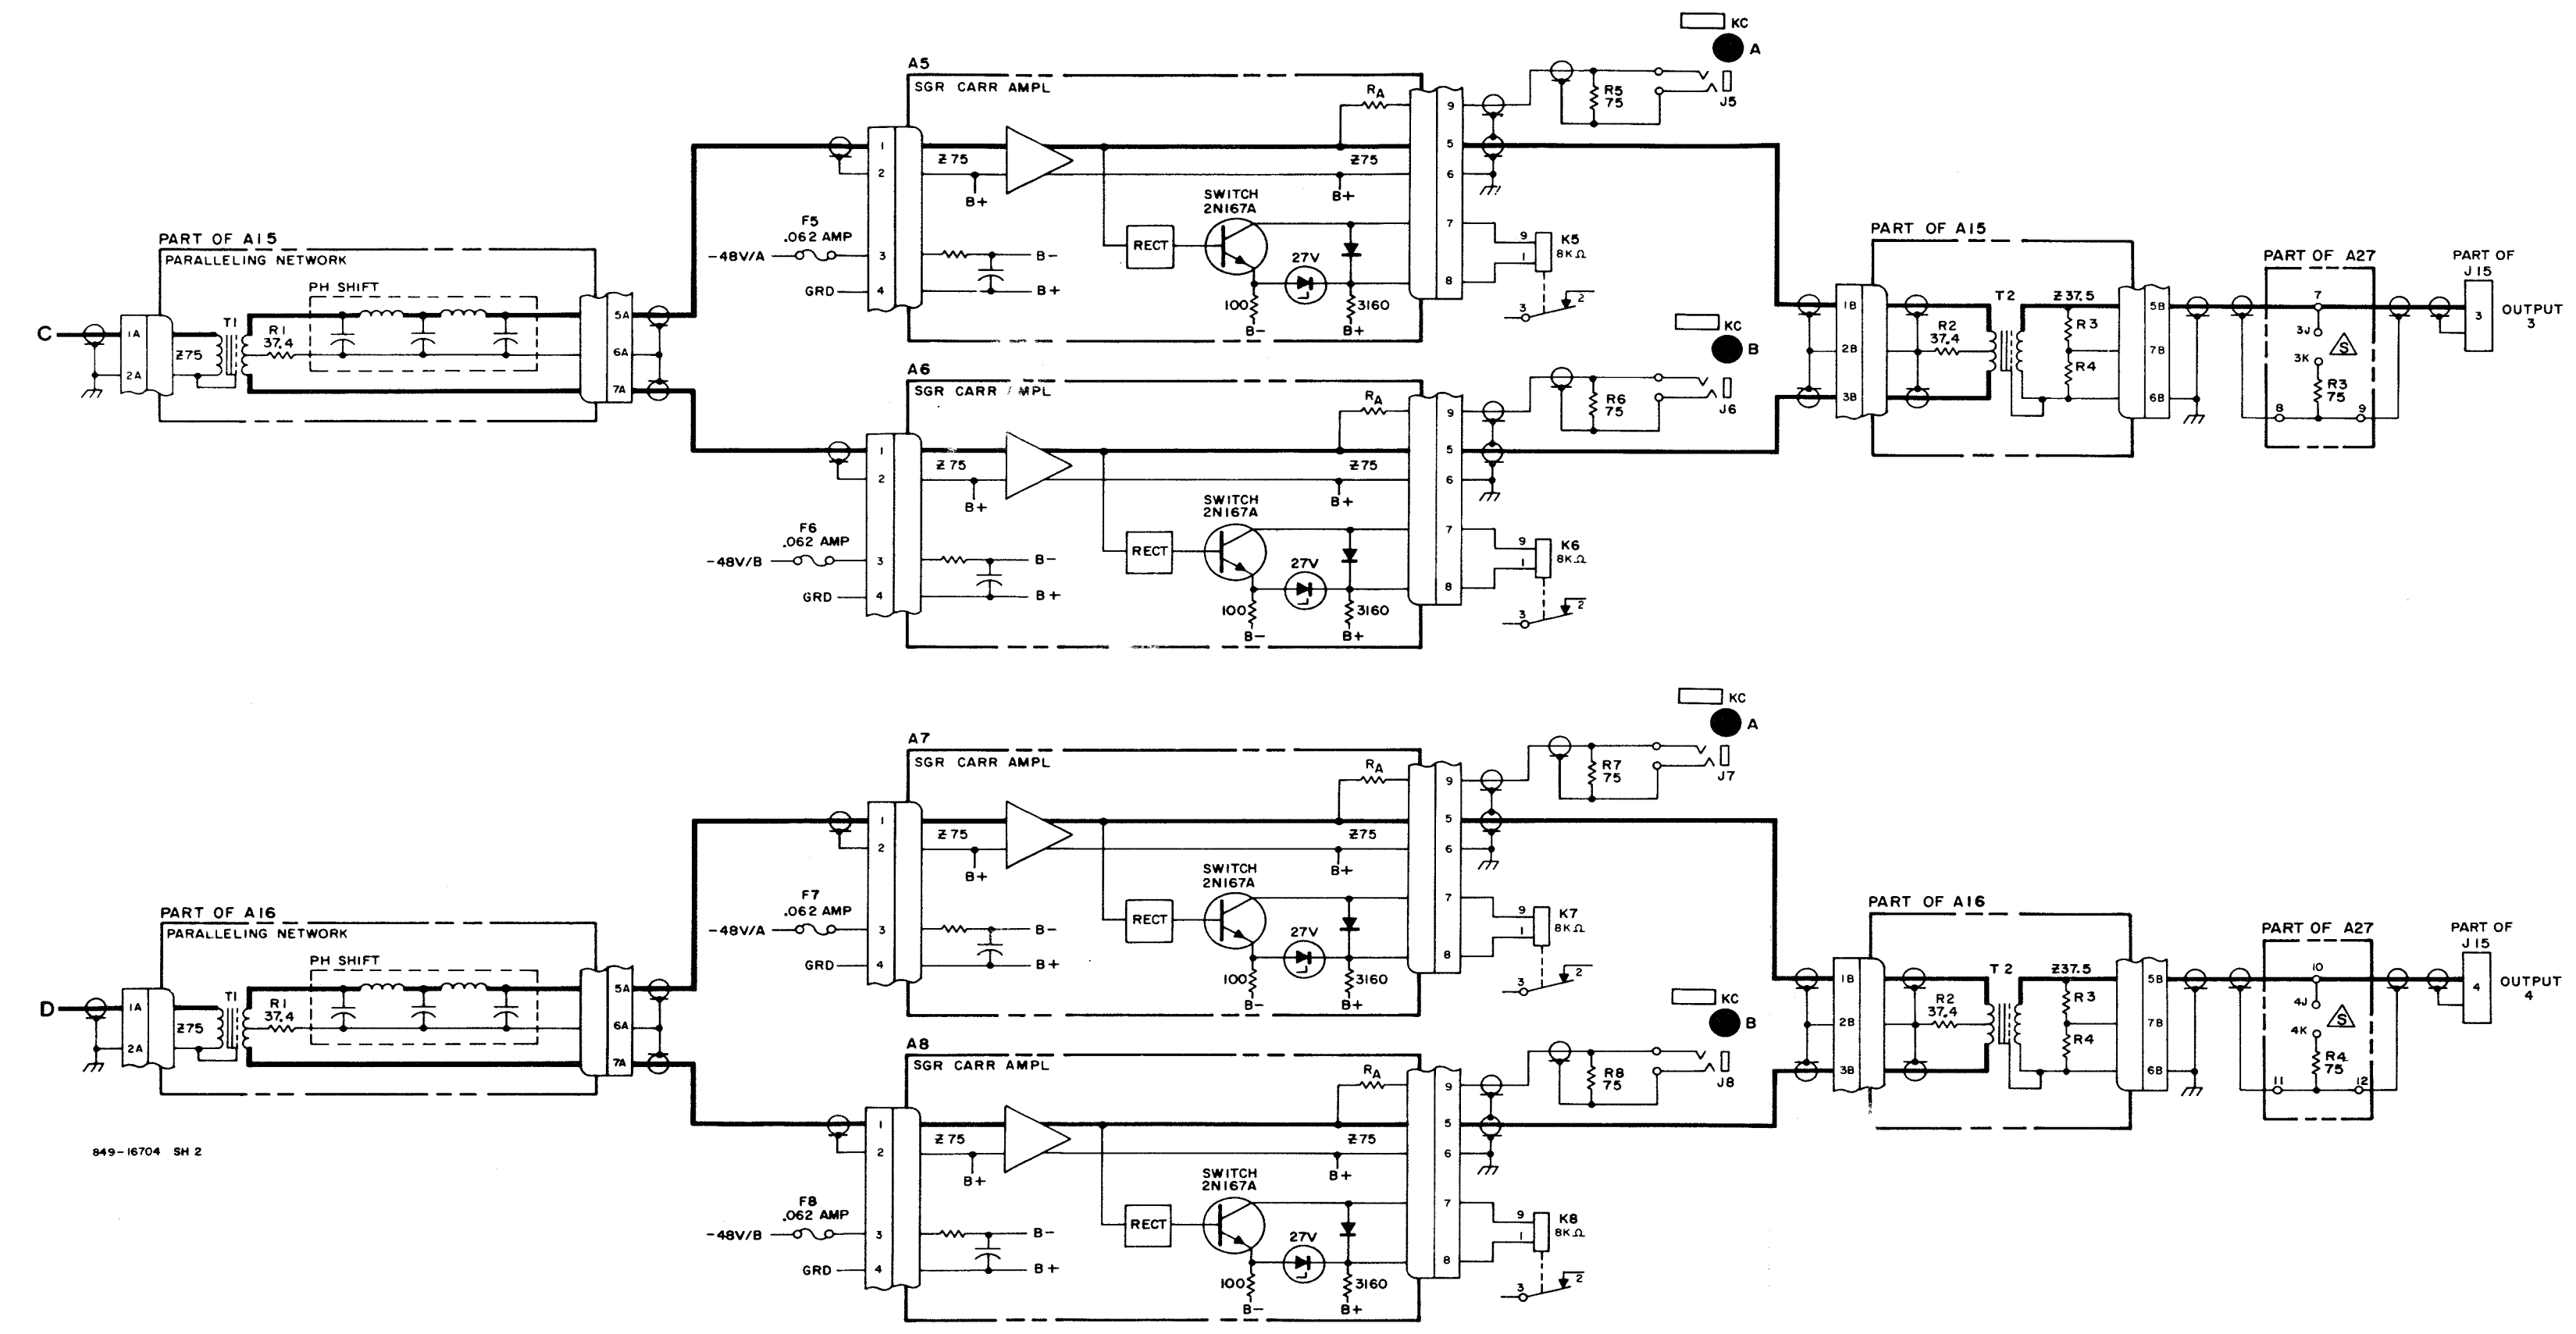 KC
A
A5
SGR CARR AMPL
RA
9
R5
75
J5
1
Z 75
Z75
5
2
6
B+
B+
SWITCH
2N167A
7
F5
.062 AMP
RECT
9
K5
1
8KΩ
-48V/A
3
B-
27V
8
GRD
4
B+
100
3160
3
2
B-
B+
PART OF A15
PARALLELING NETWORK
PH SHIFT
C
1A
T1
R1
37.4
5A
Z75
6A
2A
7A
PART OF A15
1B
T2
Z37.5
5B
R2
37.4
R3
2B
7B
R4
3B
6B
PART OF A27
7
3J
3K
S
R3
75
8
9
PART OF
J15
3
OUTPUT
3
KC
B
A6
SGR CARR AMPL
RA
9
R6
75
J6
1
Z 75
Z75
5
2
6
B+
B+
SWITCH
2N167A
7
F6
.062 AMP
RECT
9
K6
1
8KΩ
-48V/B
3
B-
27V
8
GRD
4
B+
100
3160
3
2
B-
B+
KC
A
A7
SGR CARR AMPL
RA
9
R7
75
J7
1
Z 75
Z75
5
2
6
B+
B+
SWITCH
2N167A
7
F7
.062 AMP
RECT
9
K7
1
8KΩ
-48V/A
3
B-
27V
8
GRD
4
B+
100
3160
3
2
B-
B+
PART OF A16
PARALLELING NETWORK
PH SHIFT
D
1A
T1
R1
37.4
5A
Z75
6A
2A
7A
PART OF A16
1B
T2
Z37.5
5B
R2
37.4
R3
2B
7B
R4
3B
6B
PART OF A27
10
4J
4K
S
R4
75
11
12
PART OF
J15
4
OUTPUT
4
KC
B
A8
SGR CARR AMPL
RA
9
R8
75
J8
1
Z 75
Z75
5
2
6
B+
B+
SWITCH
2N167A
7
F8
.062 AMP
RECT
9
K8
1
8KΩ
-48V/B
3
B-
27V
8
GRD
4
B+
100
3160
3
2
B-
B+
849-16704 SH 2